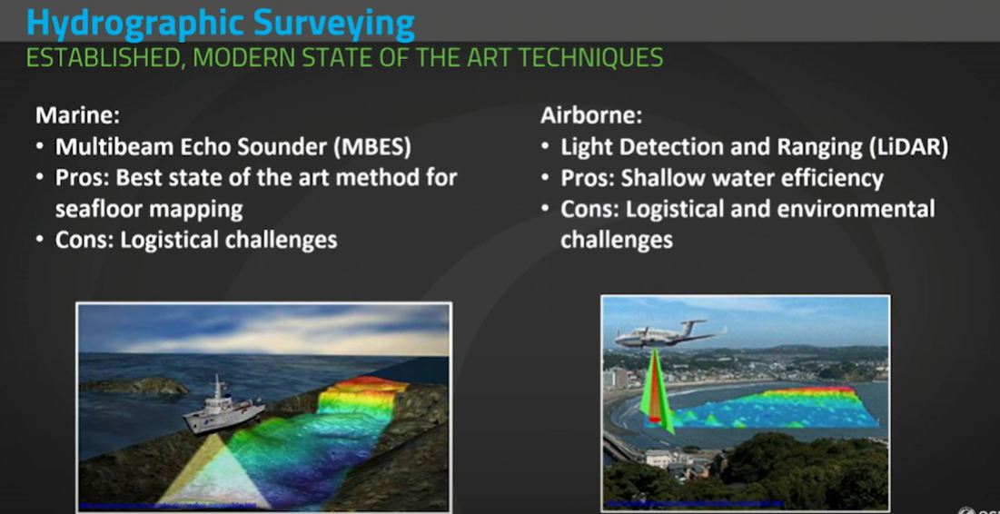 Hydrographic Surveying
ESTABLISHED, MODERN STATE OF THE ART TECHNIQUES
Marine:
• Multibeam Echo Sounder (MBES)
• Pros: Best state of the art method for
seafloor mapping
• Cons: Logistical challenges
Airborne:
• Light Detection and Ranging (LiDAR)
• Pros: Shallow water efficiency
• Cons: Logistical and environmental
challenges